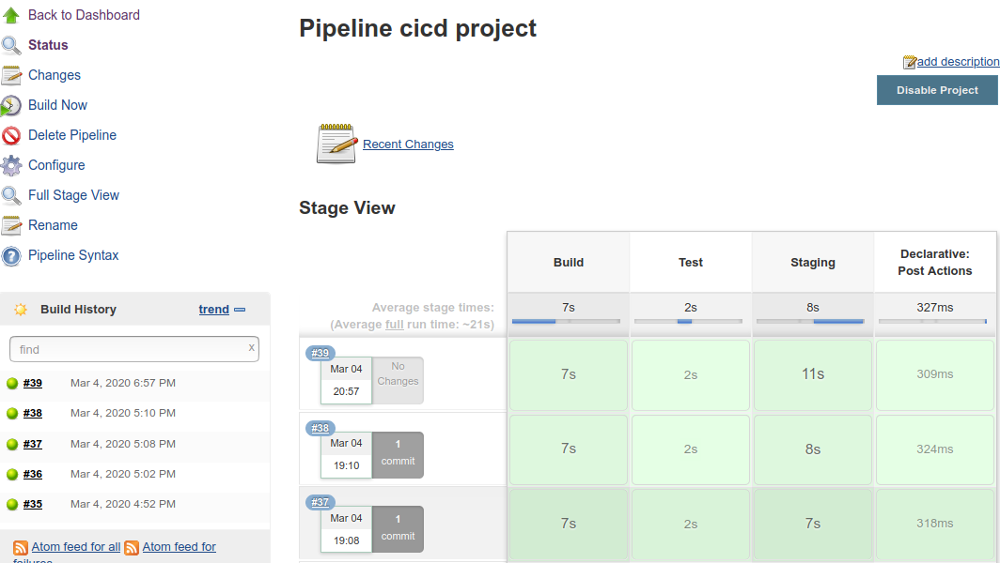 Back to Dashboard
Status
Changes
Build Now
Delete Pipeline
Configure
Full Stage View
Rename
Pipeline Syntax
Build History
trend
find
x
#39 Mar 4, 2020 6:57 PM
#38 Mar 4, 2020 5:10 PM
#37 Mar 4, 2020 5:08 PM
#36 Mar 4, 2020 5:02 PM
#35 Mar 4, 2020 4:52 PM
Atom feed for all Atom feed for
failures
Pipeline cicd project
add description
Disable Project
Recent Changes
Stage View
Build Test Staging Declarative:
Post Actions
Average stage times:
(Average full run time: ~21s)
7s 2s 8s 327ms
#39
Mar 04
20:57
No
Changes
7s 2s 11s 309ms
#38
Mar 04
19:10
1
commit
7s 2s 8s 324ms
#37
Mar 04
19:08
1
commit
7s 2s 7s 318ms